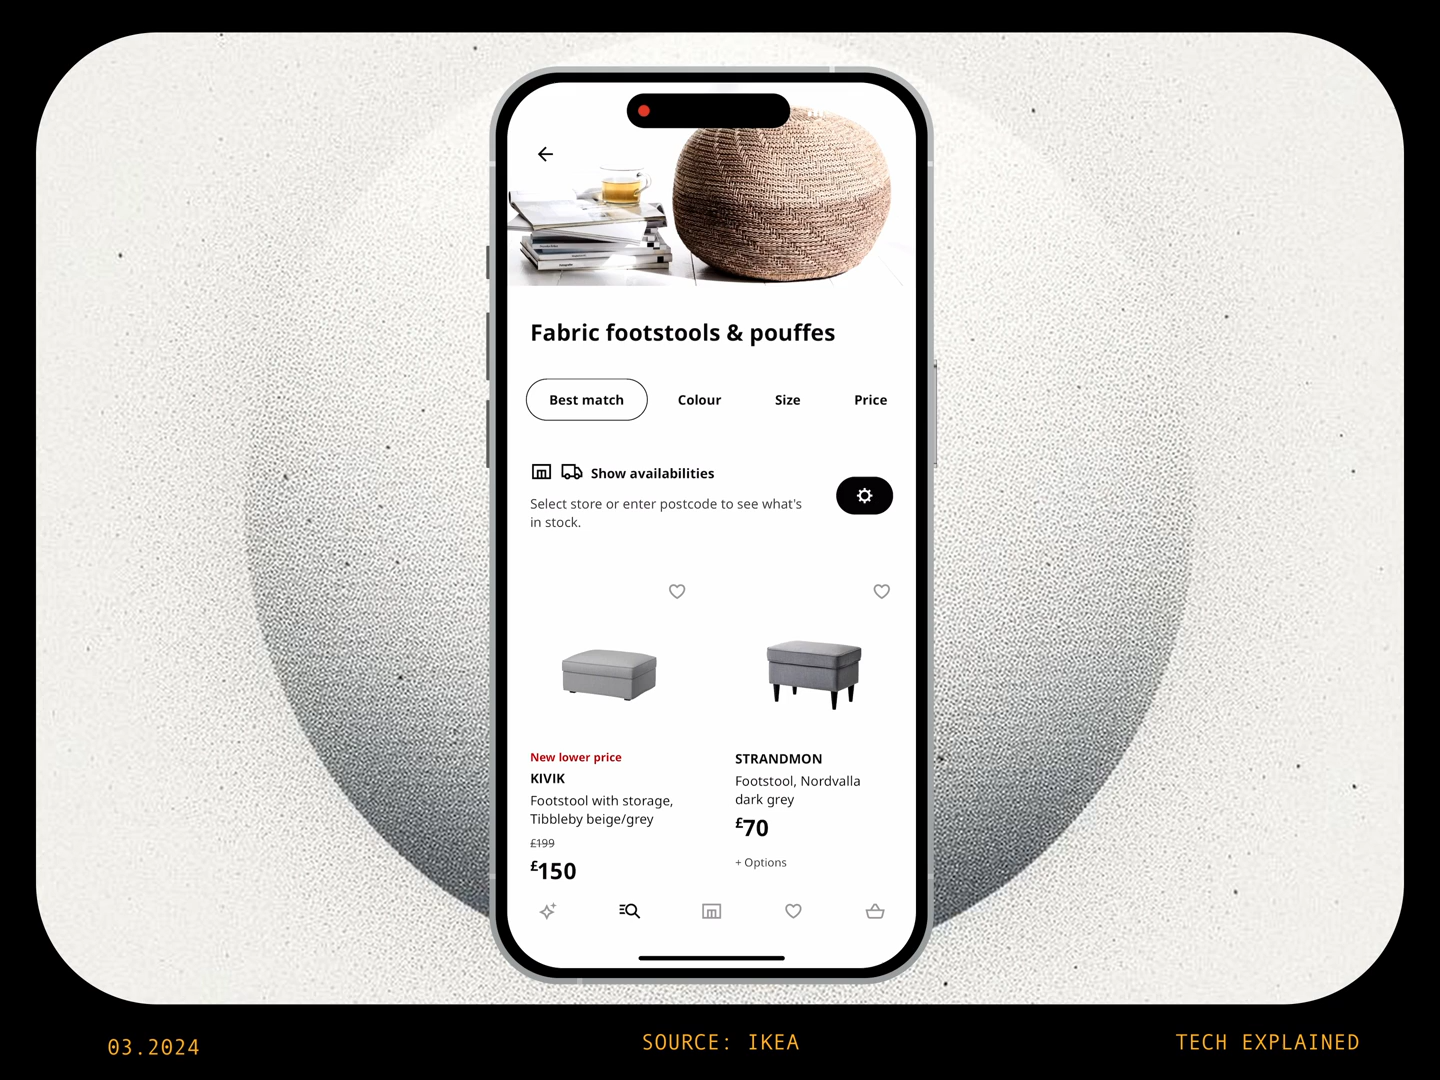 Fabric footstools & pouffes
Best match Colour Size Price
Show availabilities
Select store or enter postcode to see what's
in stock.
New lower price
KIVIK
Footstool with storage,
Tibbleby beige/grey
£199
£150
STRANDMON
Footstool, Nordvalla
dark grey
£70
+ Options
03.2024
SOURCE: IKEA
TECH EXPLAINED